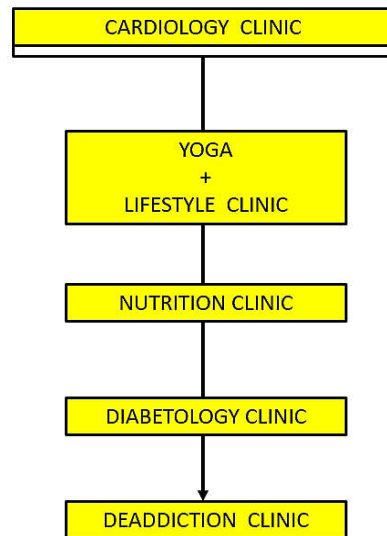 CARDIOLOGY CLINIC
YOGA
+
LIFESTYLE CLINIC
NUTRITION CLINIC
DIABETOLOGY CLINIC
DEADDICTION CLINIC